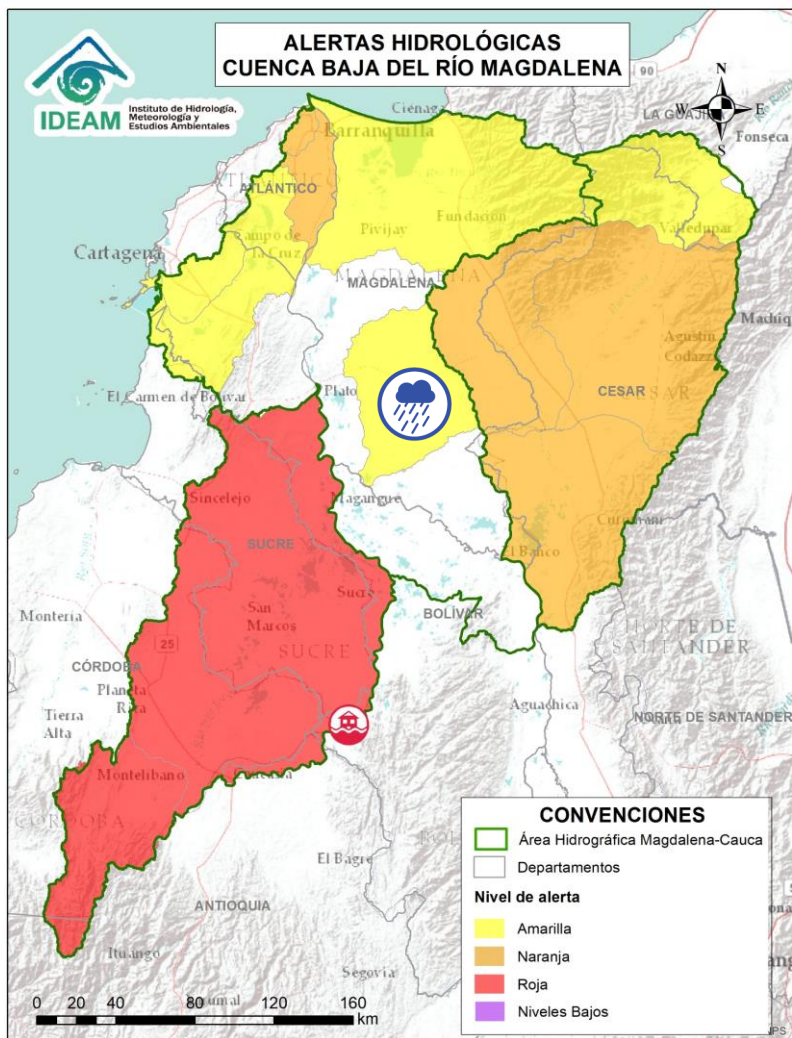 ALERTAS HIDROLÓGICAS
CUENCA BAJA DEL RÍO MAGDALENA
IDEAM
Instituto de Hidrología,
Meteorología y
Estudios Ambientales
90
N
W
E
S
Ciénaga
LA GUAJIRA
Fonseca
Barranquilla
ATLÁNTICO
Pivijay
Fundación
Valledupar
Cartagena
Campo de
la Cruz
MAGDALENA
MAGDALENA
Agustín
Codazzi
CESAR
El Carmen de Bolívar
Plato
Sincelejo
Magangue
SUCRE
El Banco
Sucre
BOLÍVAR
Montería
San
Marcos
25
SUCRE
NORTE DE
SANTANDER
CÓRDOBA
Planeta
Rica
Aguachica
Tierra
Alta
NORTE DE SANTANDER
Montelibano
Caucasia
CÓRDOBA
El Bagre
ANTIOQUIA
Ituango
Segovia
CONVENCIONES
Área Hidrográfica Magdalena-Cauca
Departamentos
Nivel de alerta
Amarilla
Naranja
Roja
Niveles Bajos
0 20 40 80 120 160
km